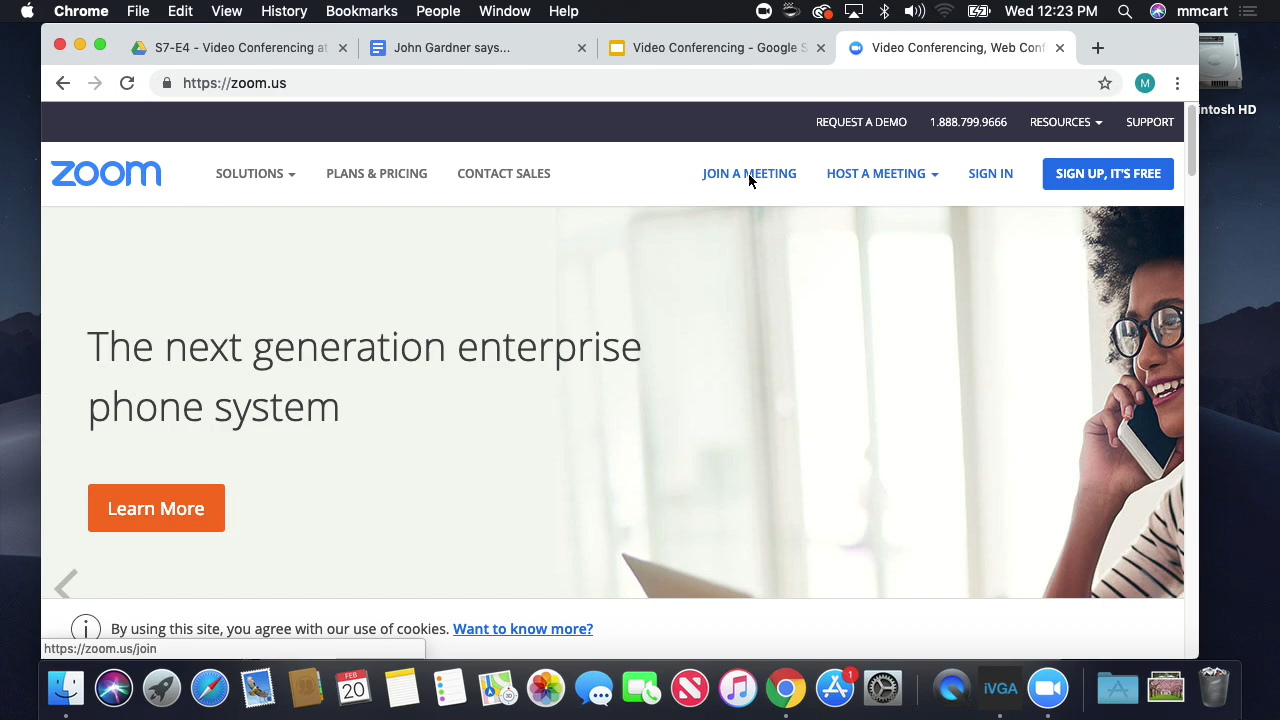 Chrome File Edit View History Bookmarks People Window Help Wed 12:23 PM mmcart
S7-E4 - Video Conferencing at John Gardner says... Video Conferencing - Google S Video Conferencing, Web Conf
https://zoom.us M
intosh HD
REQUEST A DEMO 1.888.799.9666 RESOURCES SUPPORT
zoom SOLUTIONS PLANS & PRICING CONTACT SALES JOIN A MEETING HOST A MEETING SIGN IN SIGN UP, IT'S FREE
The next generation enterprise
phone system
Learn More
By using this site, you agree with our use of cookies. Want to know more?
https://zoom.us/join
FEB
20
1
iVGA